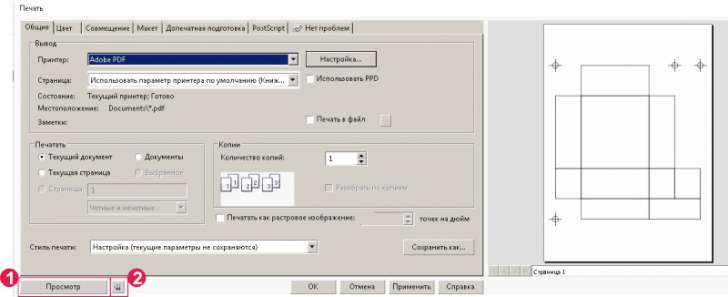 Печать
Общие Цвет Совмещение Макет Допечатная подготовка PostScript Нет проблем
Вывод
Принтер: Adobe PDF Настройка...
Страница: Использовать параметр принтера по умолчанию (Книж... Использовать PPD
Состояние: Текущий принтер; Готово
Местоположение: Documents\*.pdf
Заметки: Печать в файл
Печатать
Текущий документ Документы
Текущая страница Выбранное
Страницы: 1
Четные и нечетные
Копии
Количество копий: 1
1 1 2 2 3 3
Разобрать по копиям
Печатать как растровое изображение: точек на дюйм
Стиль печати: Настройка (текущие параметры не сохраняются) Сохранить как...
1 Просмотр 2 ОК Отмена Применить Справка
Страница 1